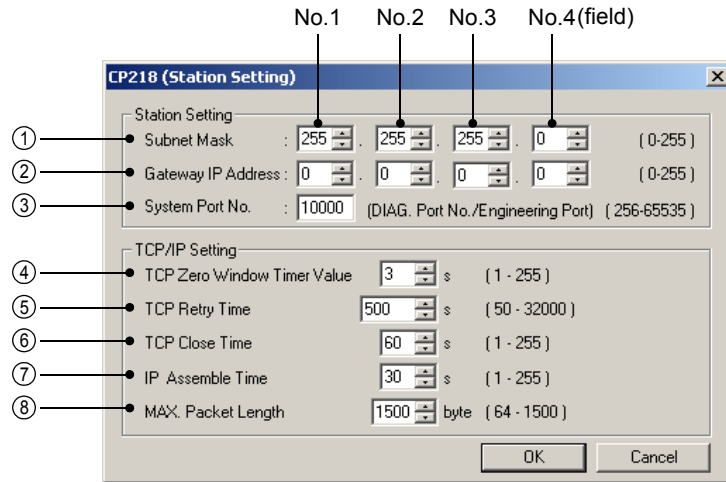 No.1 No.2 No.3 No.4(field)
CP218 (Station Setting)
Station Setting
① Subnet Mask : 255 . 255 . 255 . 0 ( 0-255 )
② Gateway IP Address : 0 . 0 . 0 . 0 ( 0-255 )
③ System Port No. : 10000 (DIAG. Port No./Engineering Port) ( 256-65535 )
TCP/IP Setting
④ TCP Zero Window Timer Value 3 s ( 1 - 255 )
⑤ TCP Retry Time 500 s ( 50 - 32000 )
⑥ TCP Close Time 60 s ( 1 - 255 )
⑦ IP Assemble Time 30 s ( 1 - 255 )
⑧ MAX. Packet Length 1500 byte ( 64 - 1500 )
OK Cancel